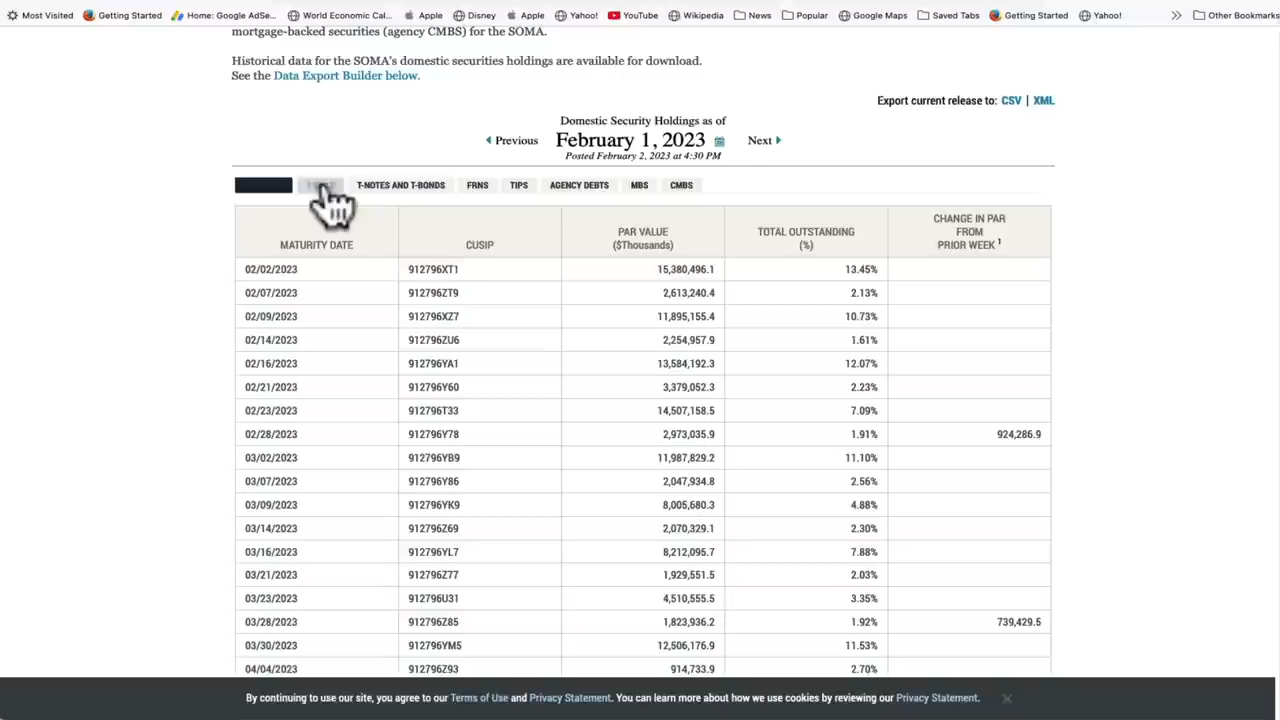 Most Visited Getting Started Home: Google AdSe... World Economic Cal... Apple Disney Apple Yahoo! YouTube Wikipedia News Popular Google Maps Saved Tabs Getting Started Yahoo! Other Bookmarks
mortgage-backed securities (agency CMBS) for the SOMA.
Historical data for the SOMA's domestic securities holdings are available for download.
See the Data Export Builder below.
Export current release to: CSV | XML
Domestic Security Holdings as of
Previous February 1, 2023 Next
Posted February 2, 2023 at 4:30 PM
T-NOTES AND T-BONDS FRNS TIPS AGENCY DEBTS MBS CMBS
MATURITY DATE CUSIP PAR VALUE ($Thousands) TOTAL OUTSTANDING (%) CHANGE IN PAR FROM PRIOR WEEK 1
02/02/2023 912796XT1 15,380,496.1 13.45%
02/07/2023 912796ZT9 2,613,240.4 2.13%
02/09/2023 912796XZ7 11,895,155.4 10.73%
02/14/2023 912796ZU6 2,254,957.9 1.61%
02/16/2023 912796YA1 13,584,192.3 12.07%
02/21/2023 912796Y60 3,379,052.3 2.23%
02/23/2023 912796T33 14,507,158.5 7.09%
02/28/2023 912796Y78 2,973,035.9 1.91% 924,286.9
03/02/2023 912796YB9 11,987,829.2 11.10%
03/07/2023 912796Y86 2,047,934.8 2.56%
03/09/2023 912796YK9 8,005,680.3 4.88%
03/14/2023 912796Z69 2,070,329.1 2.30%
03/16/2023 912796YL7 8,212,095.7 7.88%
03/21/2023 912796Z77 1,929,551.5 2.03%
03/23/2023 912796U31 4,510,555.5 3.35%
03/28/2023 912796Z85 1,823,936.2 1.92% 739,429.5
03/30/2023 912796YM5 12,506,176.9 11.53%
04/04/2023 912796Z93 914,733.9 2.70%
By continuing to use our site, you agree to our Terms of Use and Privacy Statement. You can learn more about how we use cookies by reviewing our Privacy Statement.